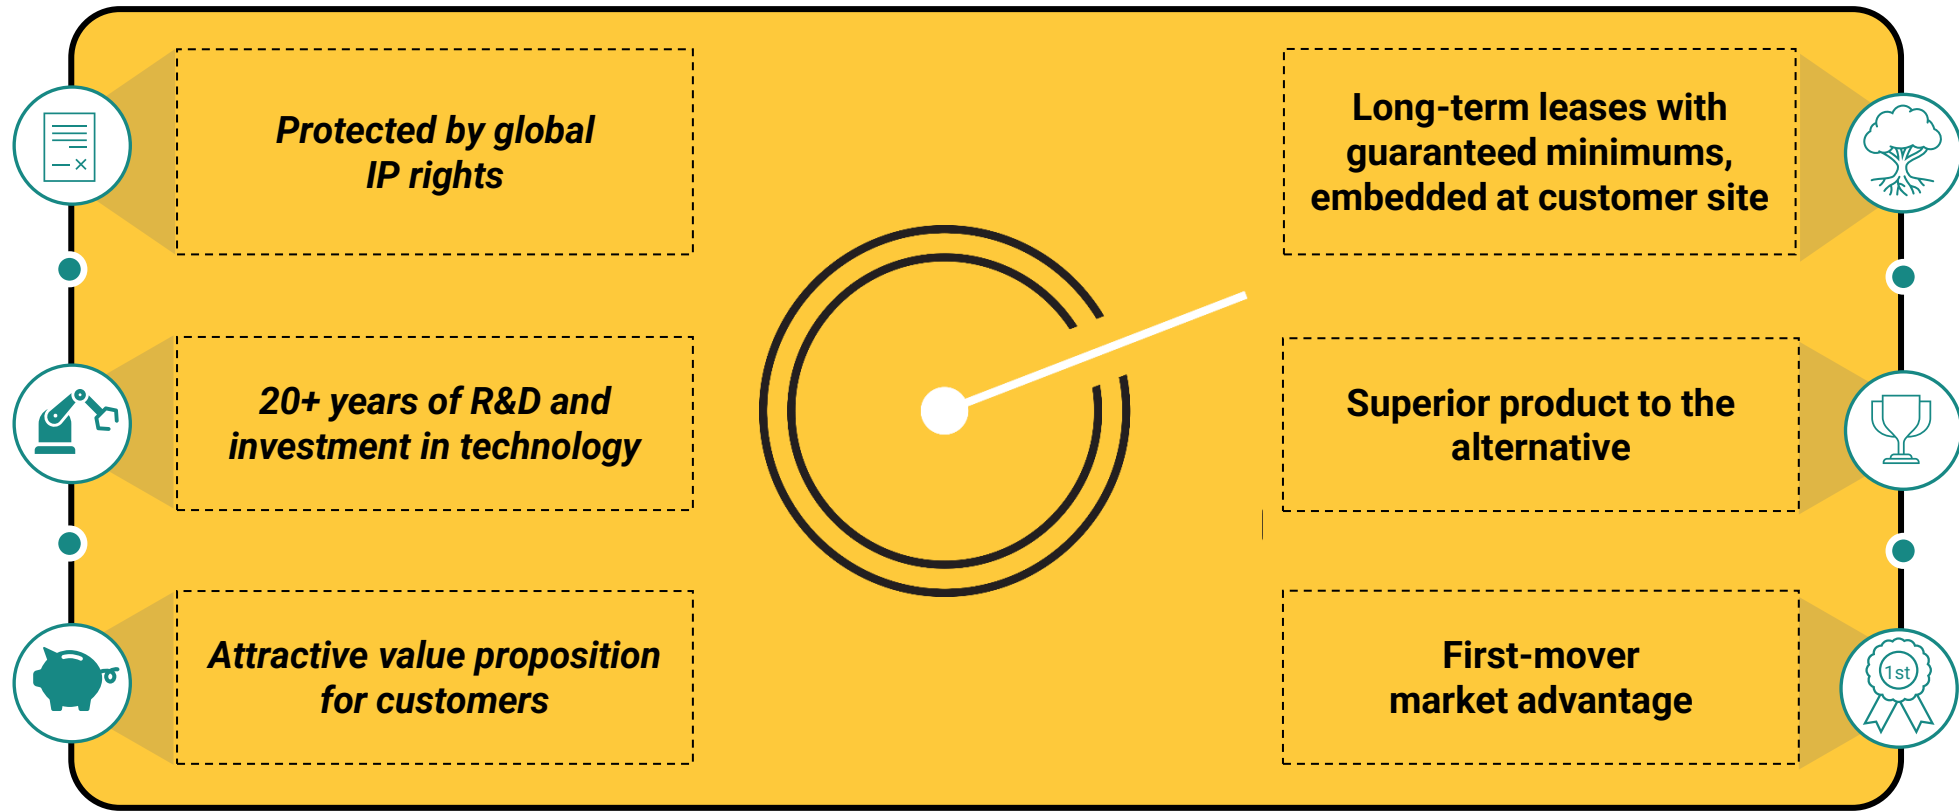 Protected by global
IP rights
20+ years of R&D and
investment in technology
Attractive value proposition
for customers
Long-term leases with
guaranteed minimums,
embedded at customer site
Superior product to the
alternative
First-mover
market advantage
1st